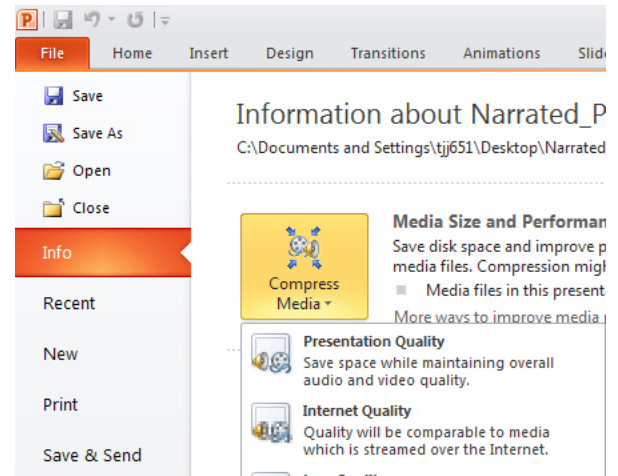 P
File Home Insert Design Transitions Animations Slid
Save
Save As
Open
Close
Info
Recent
New
Print
Save & Send
Information about Narrated_P
C:\Documents and Settings\tjj651\Desktop\Narrated
Compress
Media
Media Size and Performan
Save disk space and improve p
media files. Compression migh
Media files in this present
More ways to improve media
Presentation Quality
Save space while maintaining overall
audio and video quality.
Internet Quality
Quality will be comparable to media
which is streamed over the Internet.